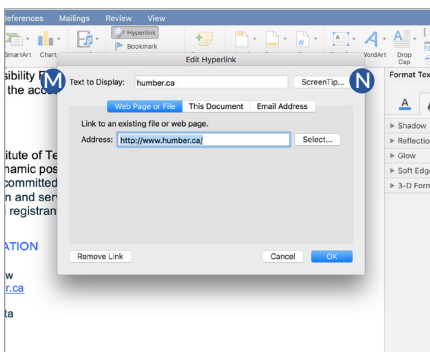 References Mailings Review View
Hyperlink
Bookmark
SmartArt Chart
WordArt Drop Cap
Edit Hyperlink
sibility
Format Tex
the acc
M Text to Display: humber.ca ScreenTip... N
A
Web Page or File This Document Email Address
Shadow
Link to an existing file or web page.
Reflectio
Address: http://www.humber.ca/ Select...
Glow
itute of Te
Soft Edg
namic pos
3-D Form
committed
n and serv
registran
ATION
Remove Link Cancel OK
w
r.ca
ta